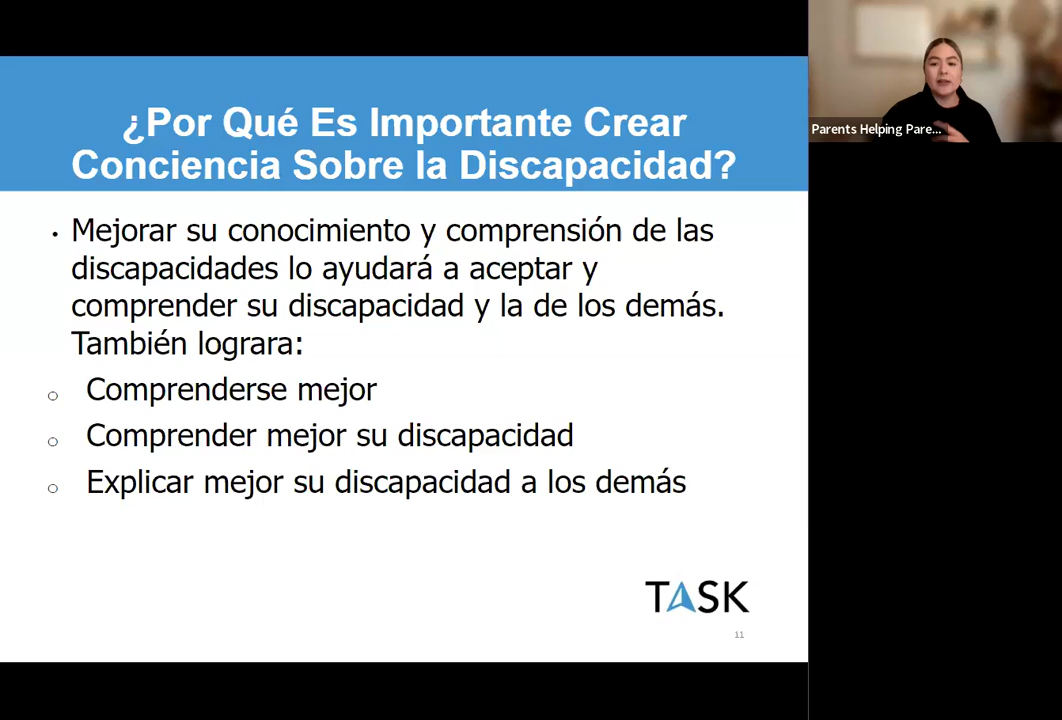 ¿Por Qué Es Importante Crear
Conciencia Sobre la Discapacidad?
• Mejorar su conocimiento y comprensión de las
discapacidades lo ayudará a aceptar y
comprender su discapacidad y la de los demás.
También lograra:
o Comprenderse mejor
o Comprender mejor su discapacidad
o Explicar mejor su discapacidad a los demás
TASK
11
Parents Helping Pare...